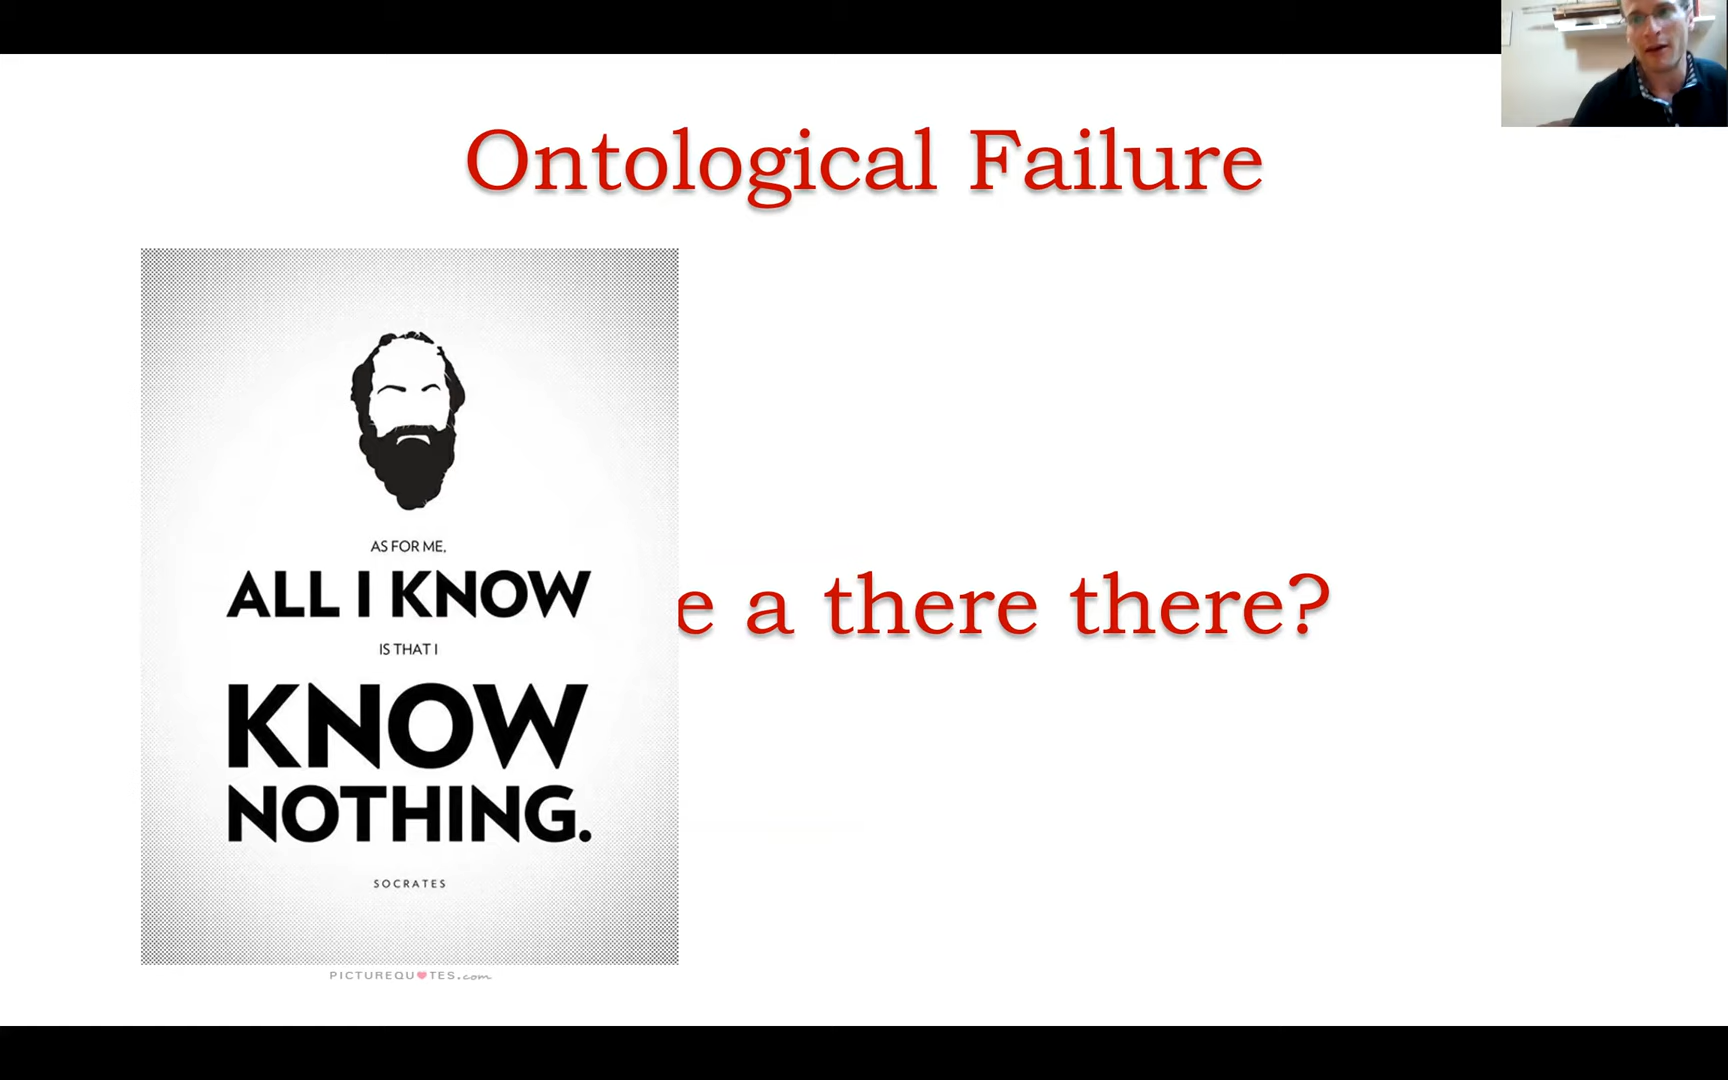 Ontological Failure
AS FOR ME,
ALL I KNOW
IS THAT I
KNOW
NOTHING.
SOCRATES
e a there there?
PICTUREQUOTES.com